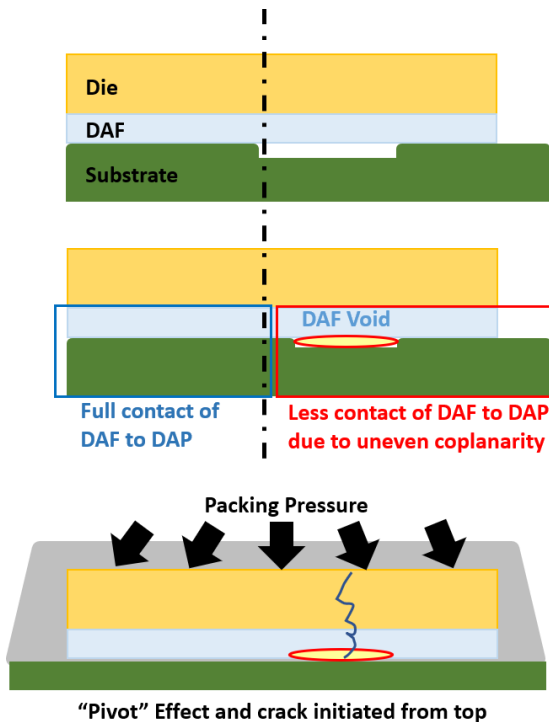 Die
DAF
Substrate
DAF Void
Full contact of
DAF to DAP
Less contact of DAF to DAP
due to uneven coplanarity
Packing Pressure
“Pivot” Effect and crack initiated from top